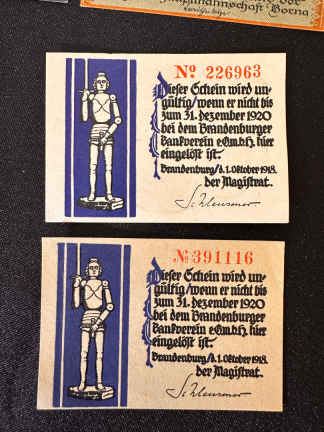 Hauptmannschaft Borna
No. 226963
Dieser Schein wird un-
gültig/wenn er nicht bis
zum 31. Dezember 1920
bei dem Brandenburger
Bankverein e.G.m.b.H. hier
eingelöst ist.
Brandenburg/H. 1. Oktober 1918.
der Magistrat.
No. 391116
Dieser Schein wird un-
gültig/wenn er nicht bis
zum 31. Dezember 1920
bei dem Brandenburger
Bankverein e.G.m.b.H. hier
eingelöst ist.
Brandenburg/H. 1. Oktober 1918.
der Magistrat.